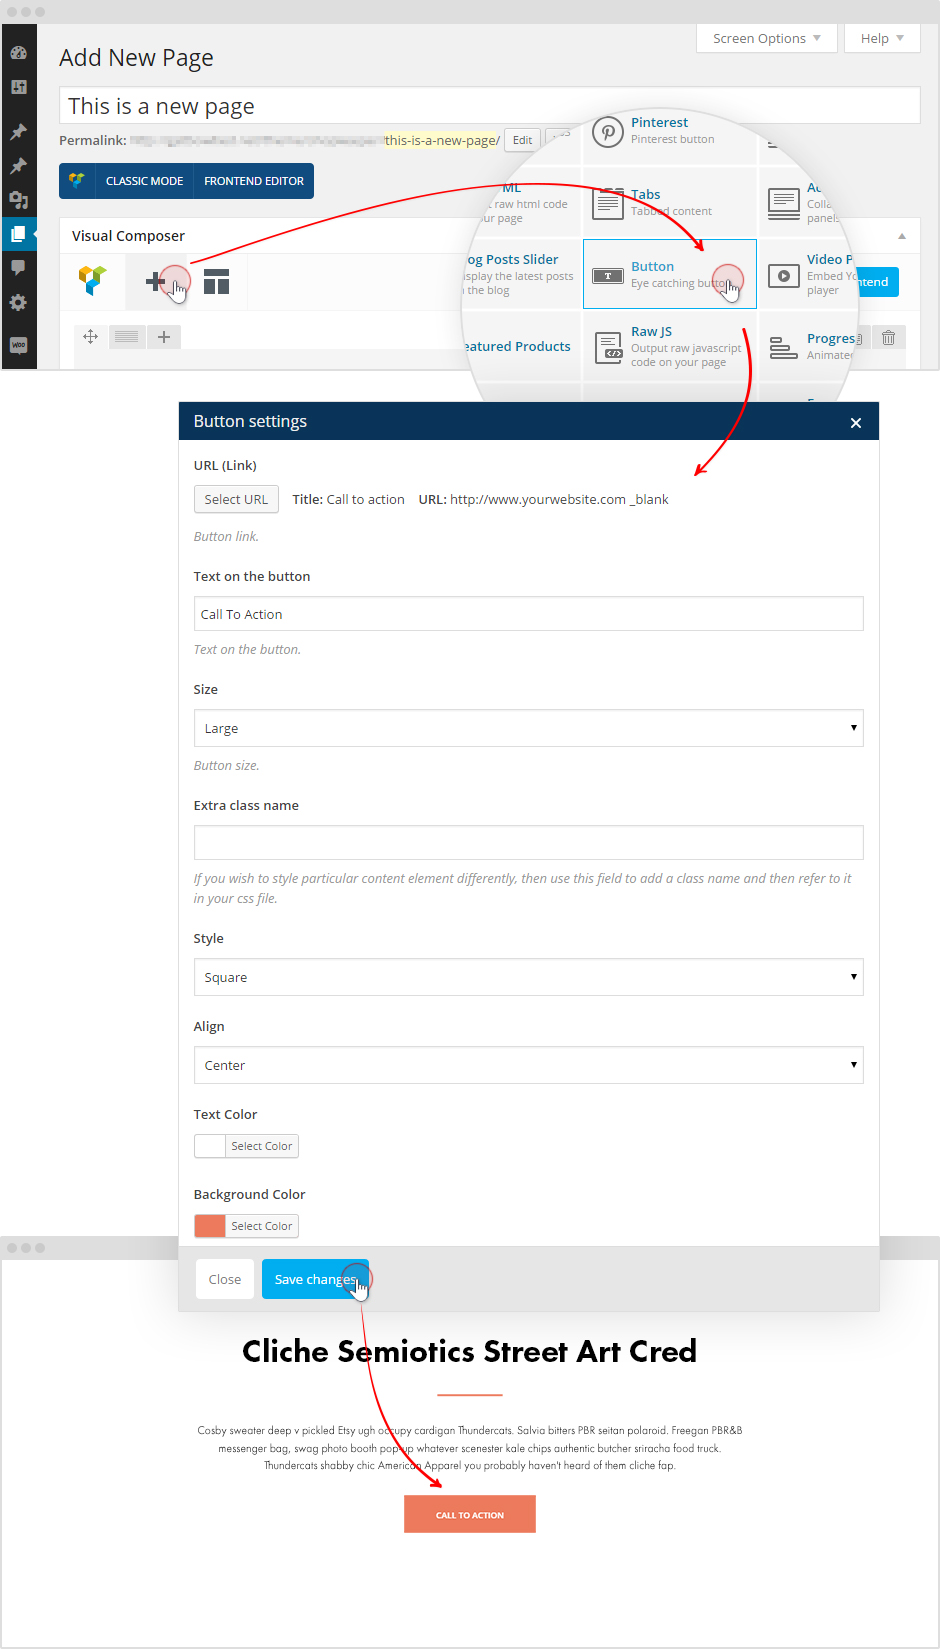 Screen Options
Help
Add New Page
This is a new page
Permalink: /this-is-a-new-page/ Edit
CLASSIC MODE FRONTEND EDITOR
Visual Composer
Pinterest
Pinterest button
ML
raw html code
ur page
Tabs
Tabbed content
Colla
panels
og Posts Slider
isplay the latest posts
the blog
Button
Eye catching button
Video P
Embed Yo
player
ntend
eatured Products
Raw JS
Output raw javascript
code on your page
Progres
Animated
WOO
Button settings
URL (Link)
Select URL Title: Call to action URL: http://www.yourwebsite.com _blank
Button link.
Text on the button
Call To Action
Text on the button.
Size
Large
Button size.
Extra class name
If you wish to style particular content element differently, then use this field to add a class name and then refer to it
in your css file.
Style
Square
Align
Center
Text Color
Select Color
Background Color
Select Color
Close Save changes
Cliche Semiotics Street Art Cred
Cosby sweater deep v pickled Etsy ugh occupy cardigan Thundercats. Salvia bitters PBR seitan polaroid. Freegan PBR&B
messenger bag, swag photo booth pop-up whatever scenester kale chips authentic butcher sriracha food truck.
Thundercats shabby chic American Apparel you probably haven't heard of them cliche fap.
CALL TO ACTION